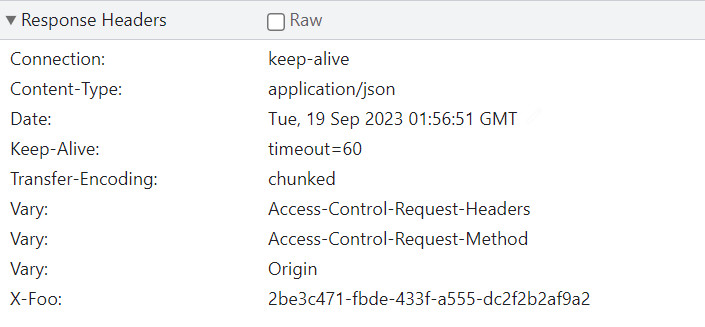 Response Headers Raw
Connection: keep-alive
Content-Type: application/json
Date: Tue, 19 Sep 2023 01:56:51 GMT
Keep-Alive: timeout=60
Transfer-Encoding: chunked
Vary: Access-Control-Request-Headers
Vary: Access-Control-Request-Method
Vary: Origin
X-Foo: 2be3c471-fbde-433f-a555-dc2f2b2af9a2